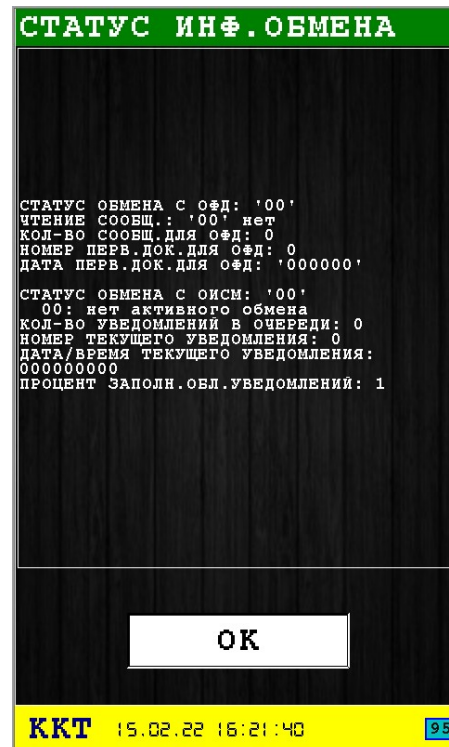 СТАТУС ИНФ.ОБМЕНА
СТАТУС ОБМЕНА С ОФД: '00'
ЧТЕНИЕ СООБЩ.: '00' нет
КОЛ-ВО СООБЩ.ДЛЯ ОФД: 0
НОМЕР ПЕРВ.ДОК.ДЛЯ ОФД: 0
ДАТА ПЕРВ.ДОК.ДЛЯ ОФД: '000000'
СТАТУС ОБМЕНА С ОИСМ: '00'
00: нет активного обмена
КОЛ-ВО УВЕДОМЛЕНИЙ В ОЧЕРЕДИ: 0
НОМЕР ТЕКУЩЕГО УВЕДОМЛЕНИЯ: 0
ДАТА/ВРЕМЯ ТЕКУЩЕГО УВЕДОМЛЕНИЯ:
000000000
ПРОЦЕНТ ЗАПОЛН.ОБЛ.УВЕДОМЛЕНИЙ: 1
ОК
ККТ 15.02.22 16:21:40 95